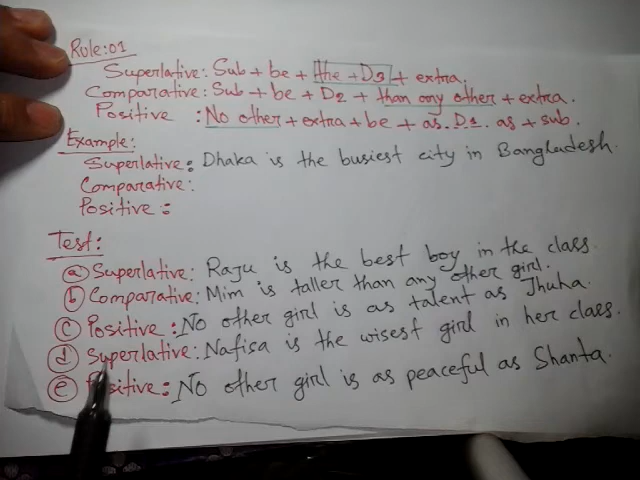 Rule:01
Superlative: Sub + be + the + D3 + extra.
Comparative: Sub + be + D2 + than any other + extra.
Positive : No other + extra + be + as..D1..as + sub.
Example:
Superlative: Dhaka is the busiest city in Bangladesh.
Comparative:
Positive :
Test:
a Superlative: Raju is the best boy in the class.
b Comparative: Mim is taller than any other girl.
c Positive: No other girl is as talent as Jhuha.
d Superlative: Nafisa is the wisest girl in her class.
e Positive: No other girl is as peaceful as Shanta.